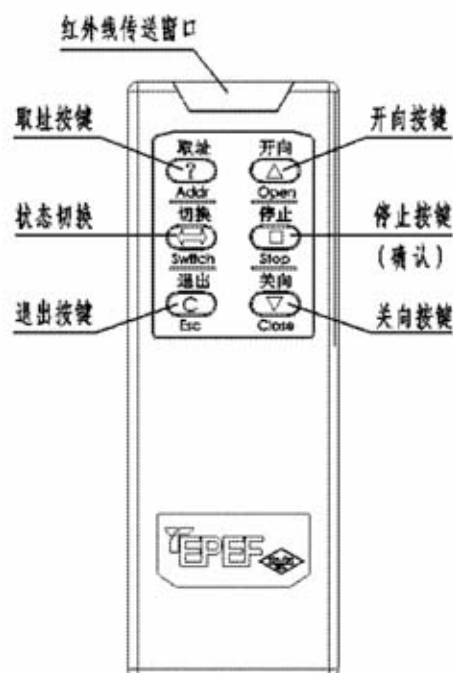 红外线传送窗口
取址按键
开向按键
取址
开向
?
Addr
Open
状态切换
停止按键
（确认）
切换
停止
Switch
Stop
退出按键
关向按键
退出
关向
C
Esc
Close
EPEF